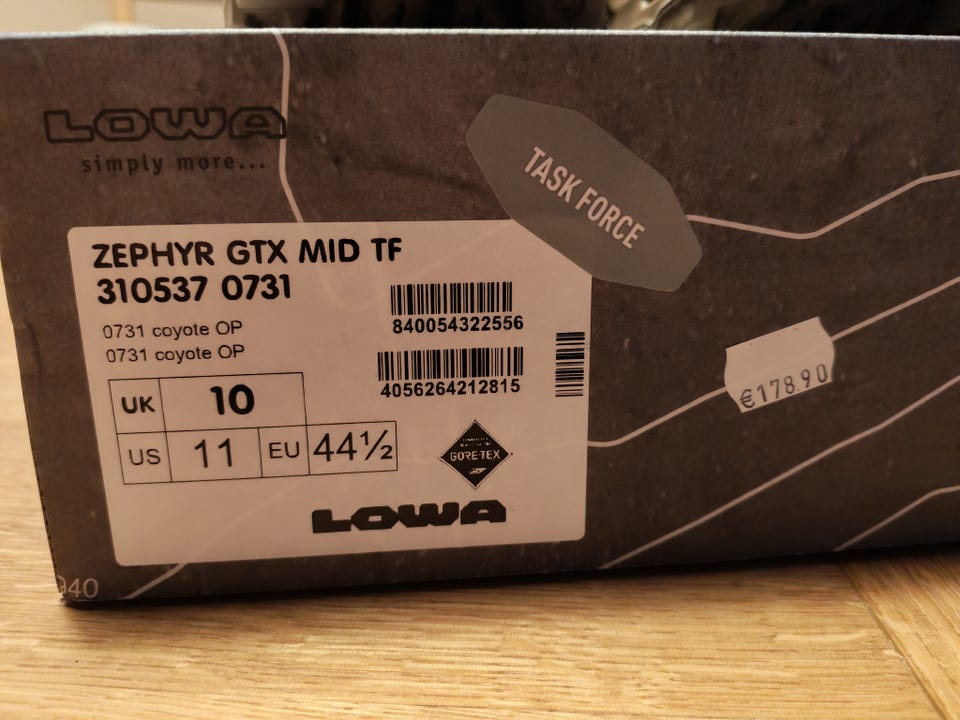 LOWA
simply more...
TASK FORCE
ZEPHYR GTX MID TF
310537 0731
0731 coyote OP
0731 coyote OP
840054322556
4056264212815
UK 10
US 11 EU 44½
GORE-TEX
LOWA
€178.90
940